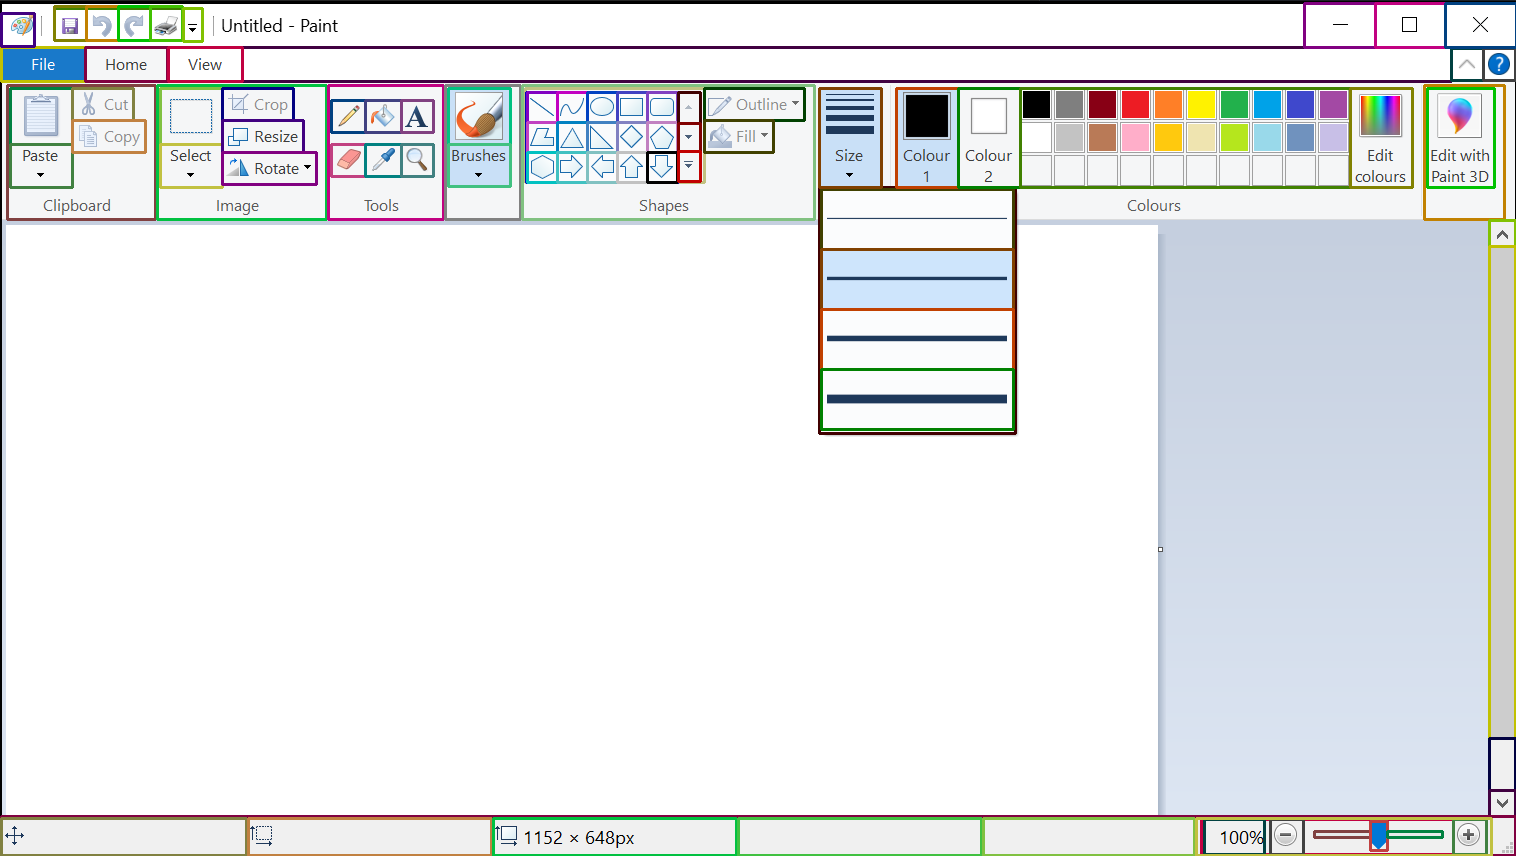 Untitled - Paint
File
Home
View
Paste
Cut
Copy
Clipboard
Select
Crop
Resize
Rotate
Image
A
Tools
Brushes
Outline
Fill
Shapes
Size
Colour
1
Colour
2
Edit
colours
Colours
Edit with
Paint 3D
1152 × 648px
100%